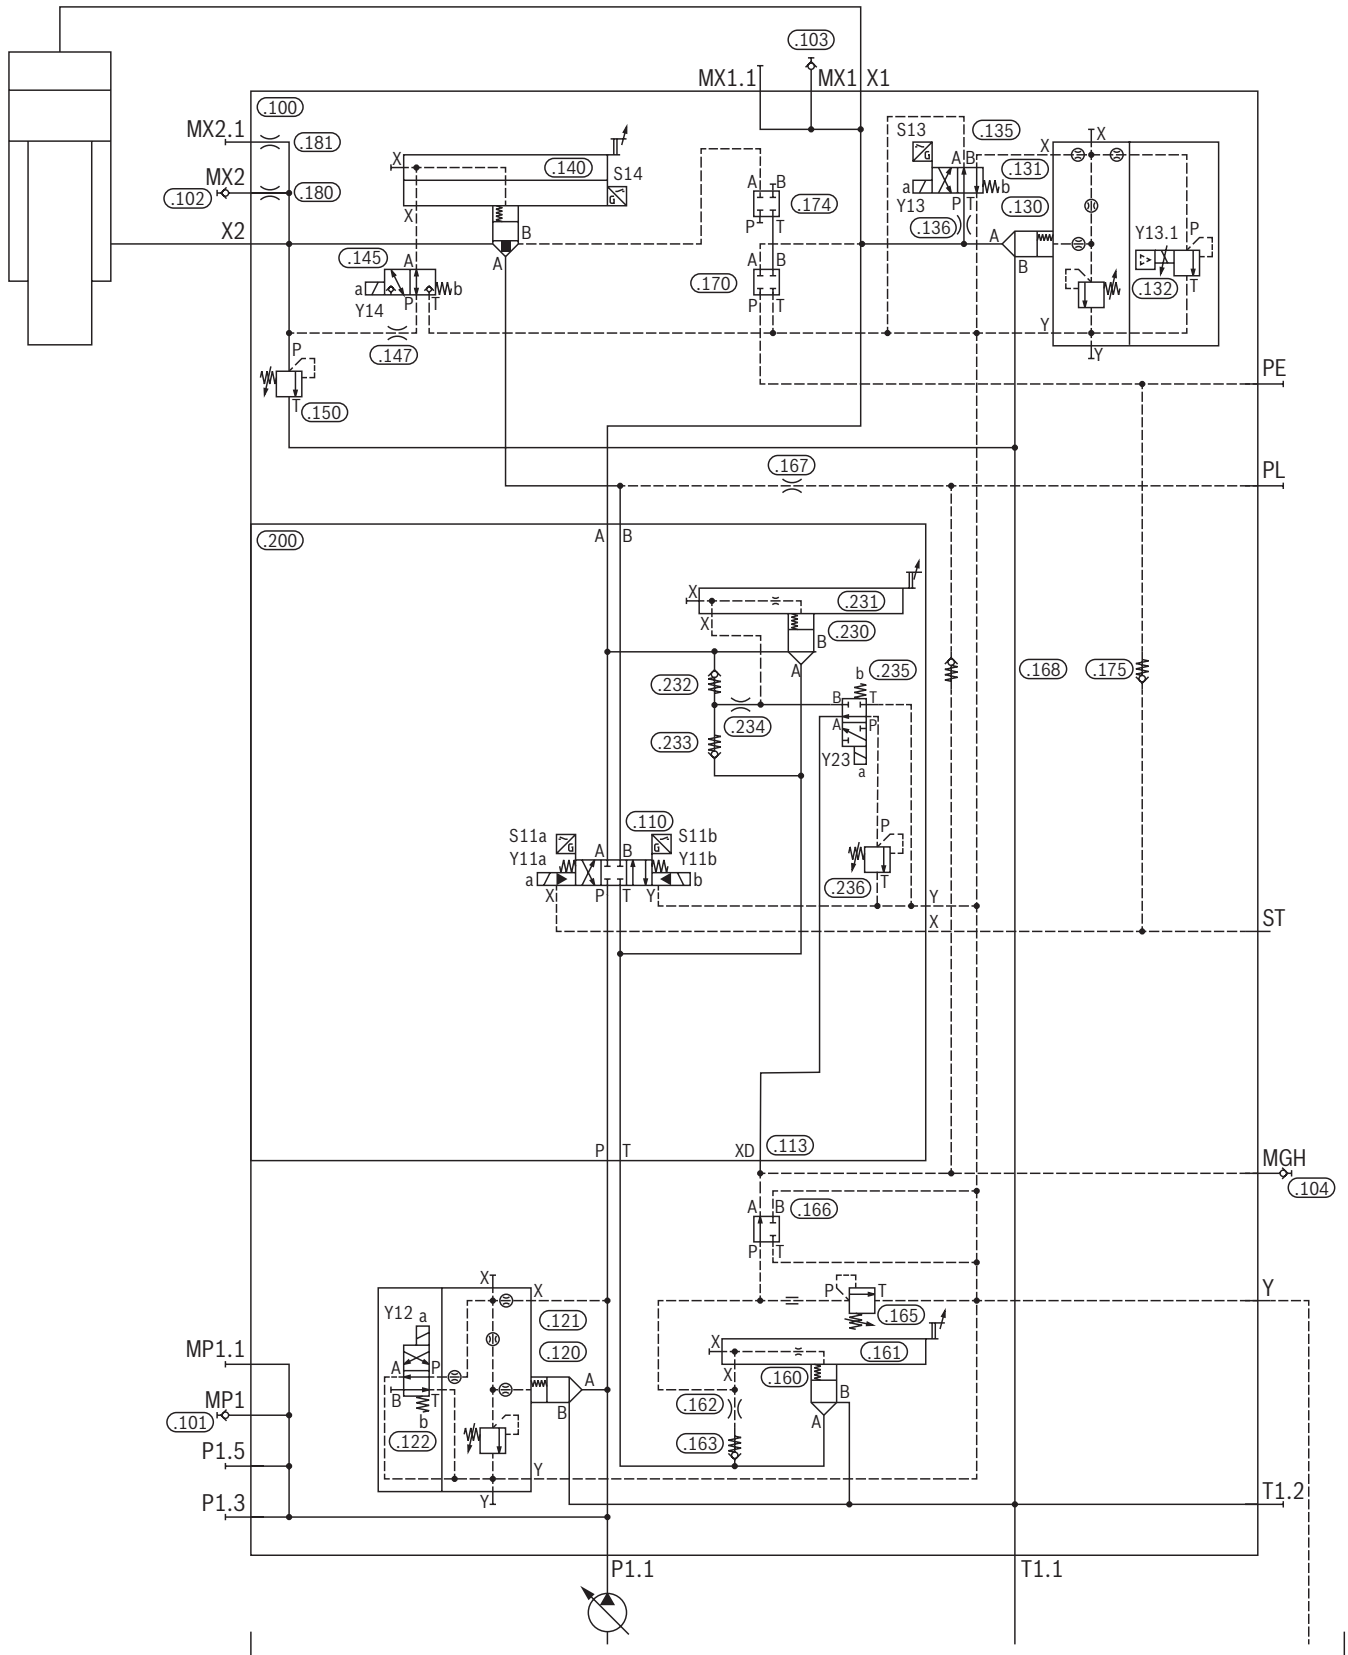 .103
MX1.1
MX1
X1
.100
MX2.1
.181
MX2
.102
.180
X2
X
.140
S14
G
X
B
A
.145
A
a
b
P
T
Y14
.147
P
T
.150
A
B
.174
P
T
A
B
.170
P
T
S13
G
.135
A
B
a
b
Y13
P
T
.136
.131
.130
X
X
A
B
Y13.1
P
.132
T
Y
Y
PE
.167
PL
.200
A
B
X
.231
X
.230
B
A
.232
.234
.233
b
.235
B
T
A
P
Y23
a
.168
.175
S11a
G
.110
S11b
G
Y11a
A
B
Y11b
a
b
X
P
T
Y
P
.236
T
Y
X
ST
P
T
XD
.113
MGH
.104
A
B
.166
P
T
P
T
.165
Y
X
X
.121
Y12
a
.120
A
P
B
T
b
.122
A
B
Y
Y
X
.161
X
.160
B
.162
A
.163
MP1.1
MP1
.101
P1.5
P1.3
T1.2
P1.1
T1.1